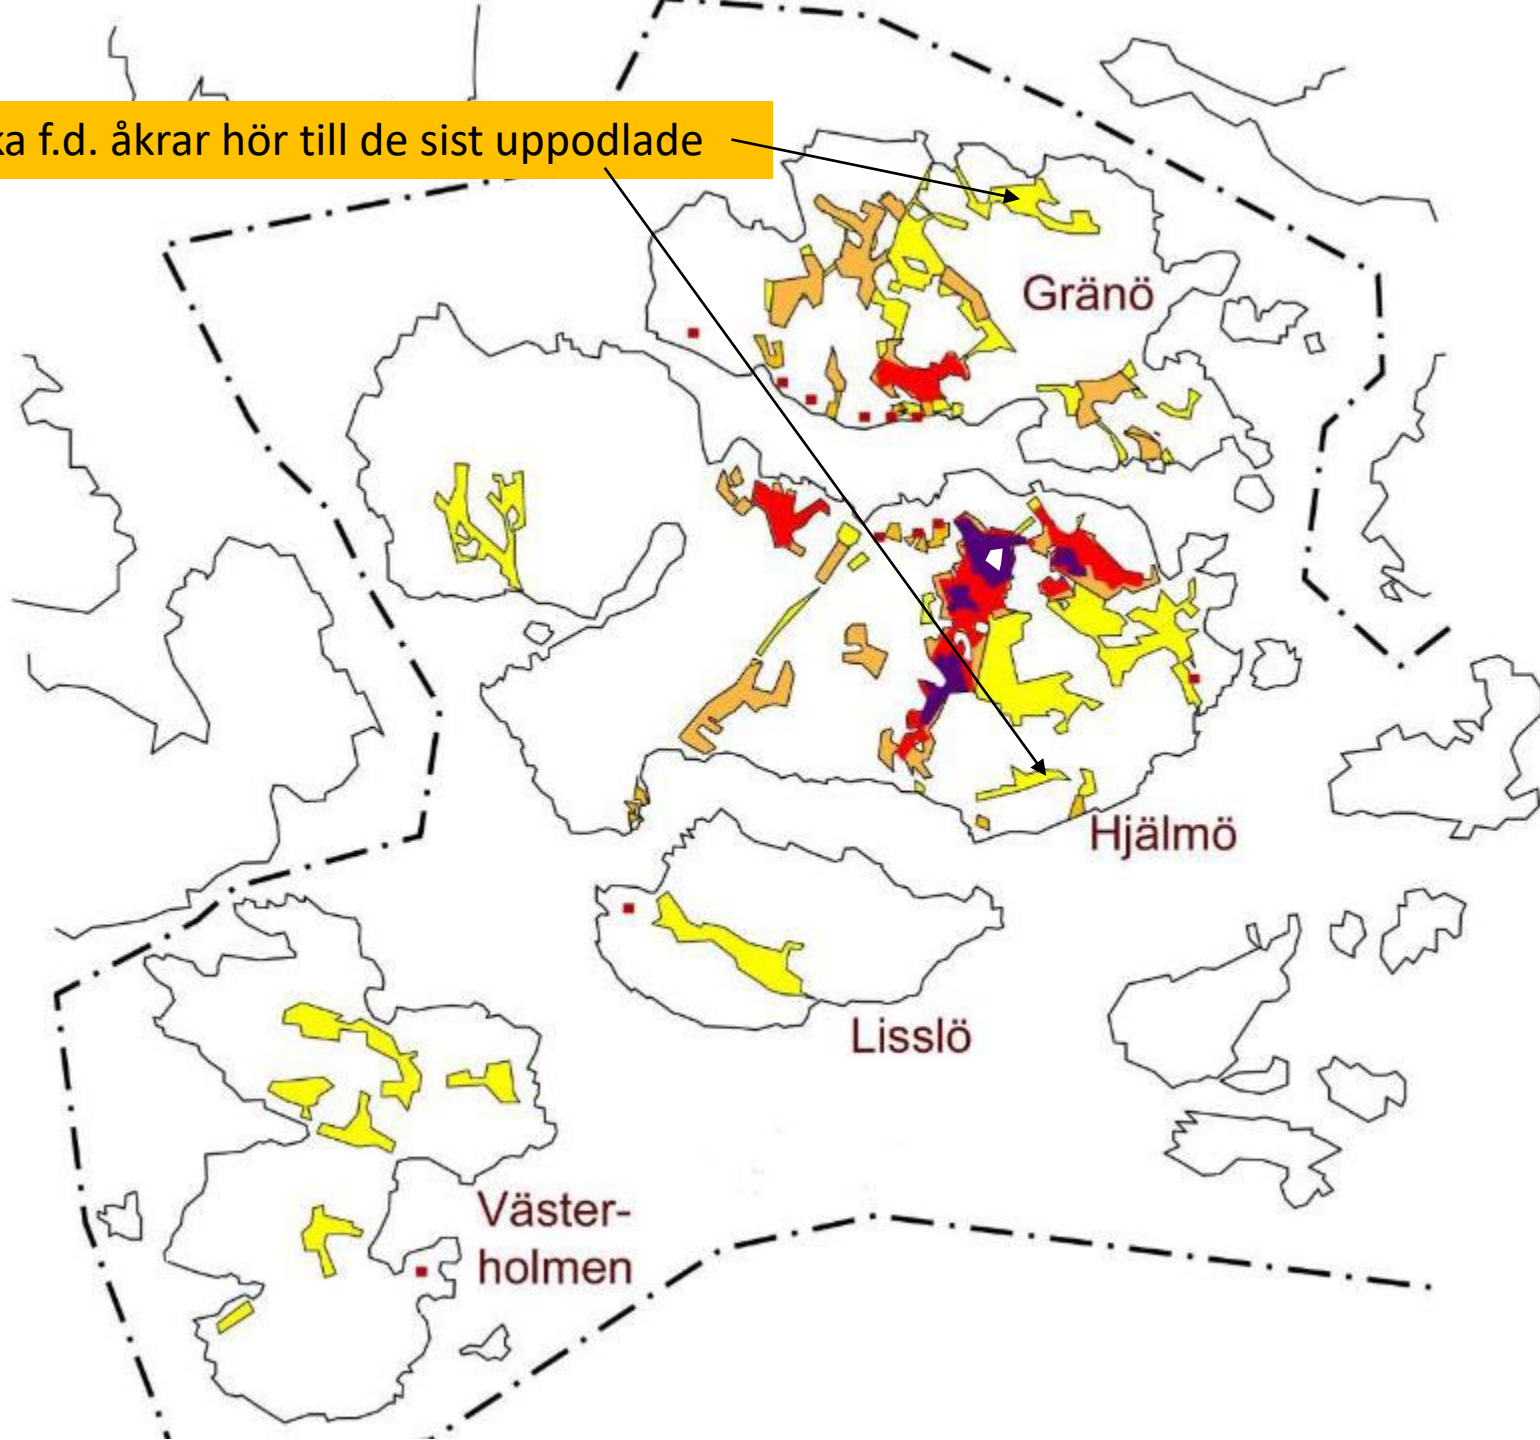 ka f.d. åkrar hör till de sist uppodlade
Gränö
Hjälmö
Lisslö
Väster-
holmen